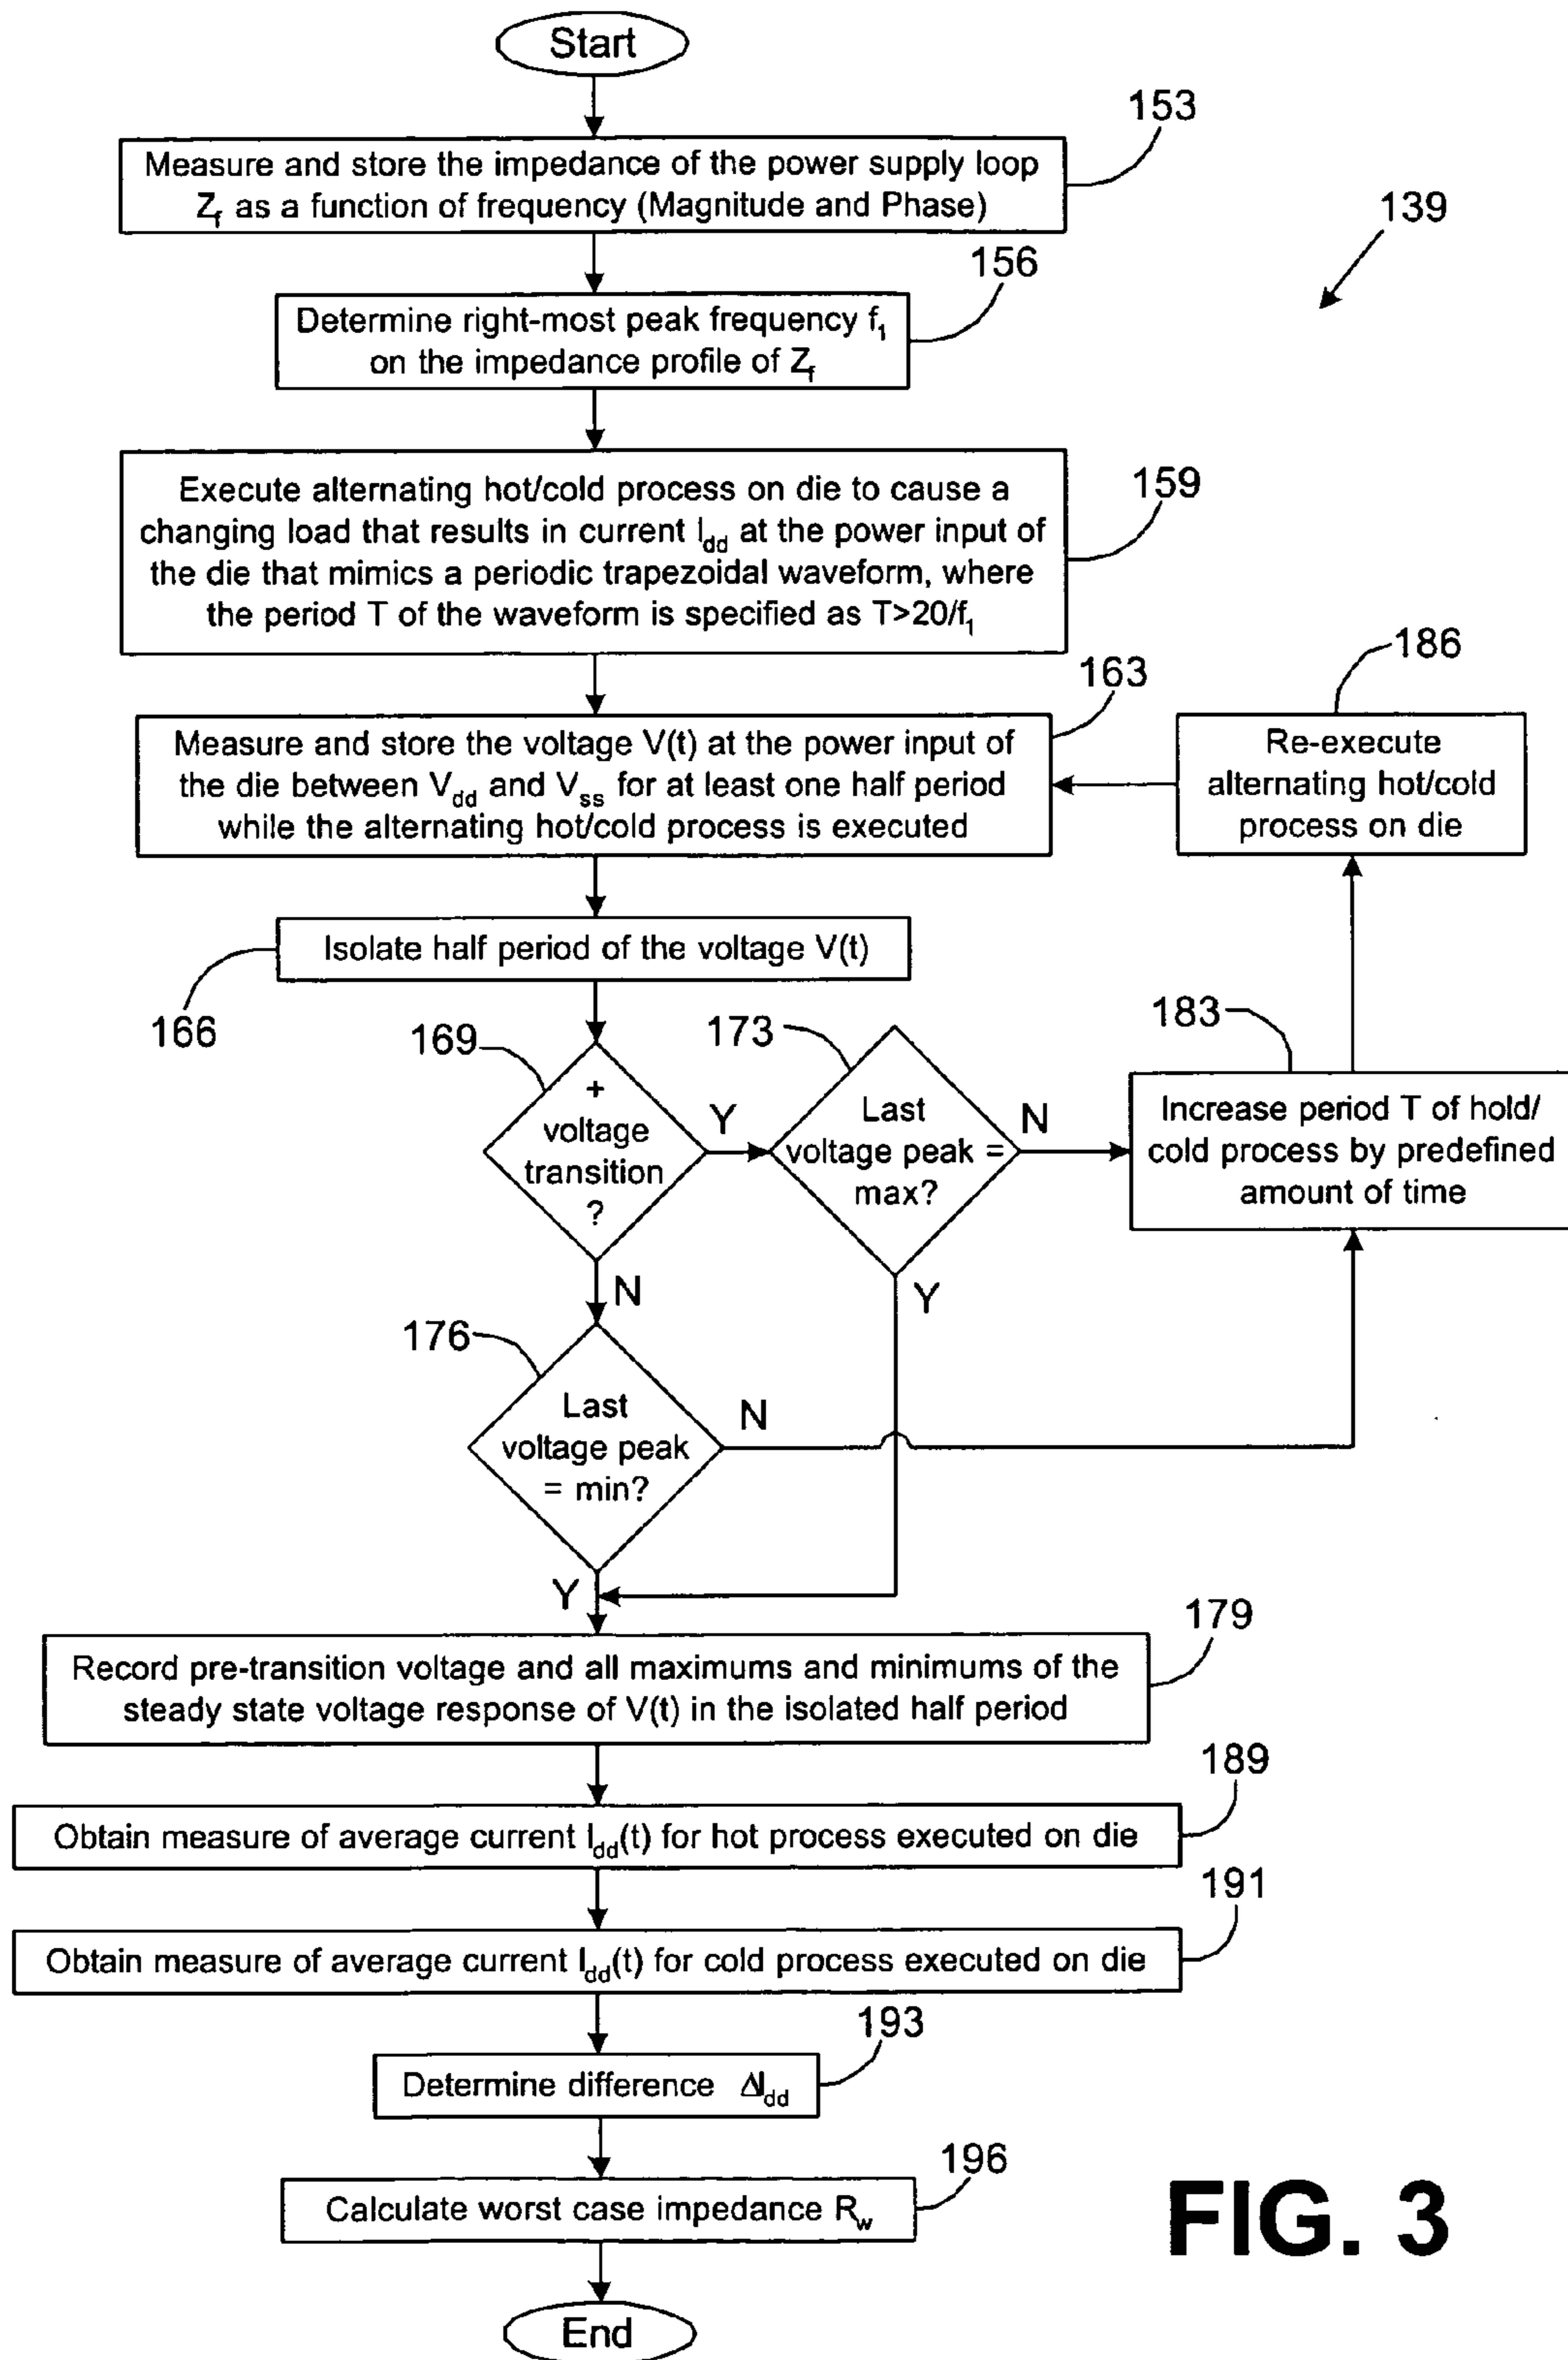 Start
153
Measure and store the impedance of the power supply loop
Zf as a function of frequency (Magnitude and Phase)
139
156
Determine right-most peak frequency f1
on the impedance profile of Zf
159
Execute alternating hot/cold process on die to cause a
changing load that results in current Idd at the power input of
the die that mimics a periodic trapezoidal waveform, where
the period T of the waveform is specified as T>20/f1
163
Measure and store the voltage V(t) at the power input of
the die between Vdd and Vss for at least one half period
while the alternating hot/cold process is executed
186
Re-execute
alternating hot/cold
process on die
166
Isolate half period of the voltage V(t)
169
+
voltage
transition
?
Y
N
173
Last
voltage peak =
max?
N
Y
183
Increase period T of hold/
cold process by predefined
amount of time
176
Last
voltage peak
= min?
N
Y
179
Record pre-transition voltage and all maximums and minimums of the
steady state voltage response of V(t) in the isolated half period
189
Obtain measure of average current Idd(t) for hot process executed on die
191
Obtain measure of average current Idd(t) for cold process executed on die
193
Determine difference ΔIdd
196
Calculate worst case impedance Rw
End
FIG. 3